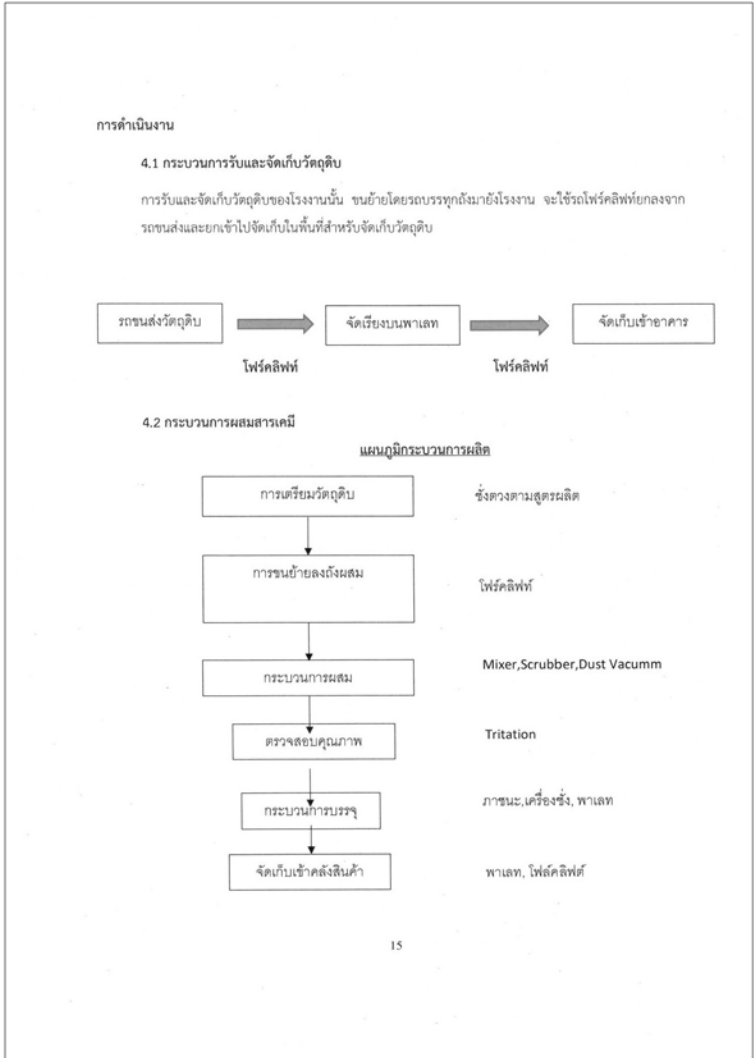 การดำเนินงาน
4.1 กระบวนการรับและจัดเก็บวัตถุดิบ
การรับและจัดเก็บวัตถุดิบของโรงงานนั้น ขนย้ายโดยรถบรรทุกถังมายังโรงงาน จะใช้รถโฟร์คลิฟท์ยกลงจาก
รถขนส่งและยกเข้าไปจัดเก็บในพื้นที่สำหรับจัดเก็บวัตถุดิบ
รถขนส่งวัตถุดิบ จัดเรียงบนพาเลท จัดเก็บเข้าอาคาร
โฟร์คลิฟท์ โฟร์คลิฟท์
4.2 กระบวนการผสมสารเคมี
แผนภูมิกระบวนการผลิต
การเตรียมวัตถุดิบ ชั่งตวงตามสูตรผลิต
การขนย้ายลงถังผสม
โฟร์คลิฟท์
กระบวนการผสม Mixer,Scrubber,Dust Vacumm
ตรวจสอบคุณภาพ Tritation
กระบวนการบรรจุ ภาชนะ,เครื่องชั่ง, พาเลท
จัดเก็บเข้าคลังสินค้า พาเลท, โฟล์คลิฟต์
15